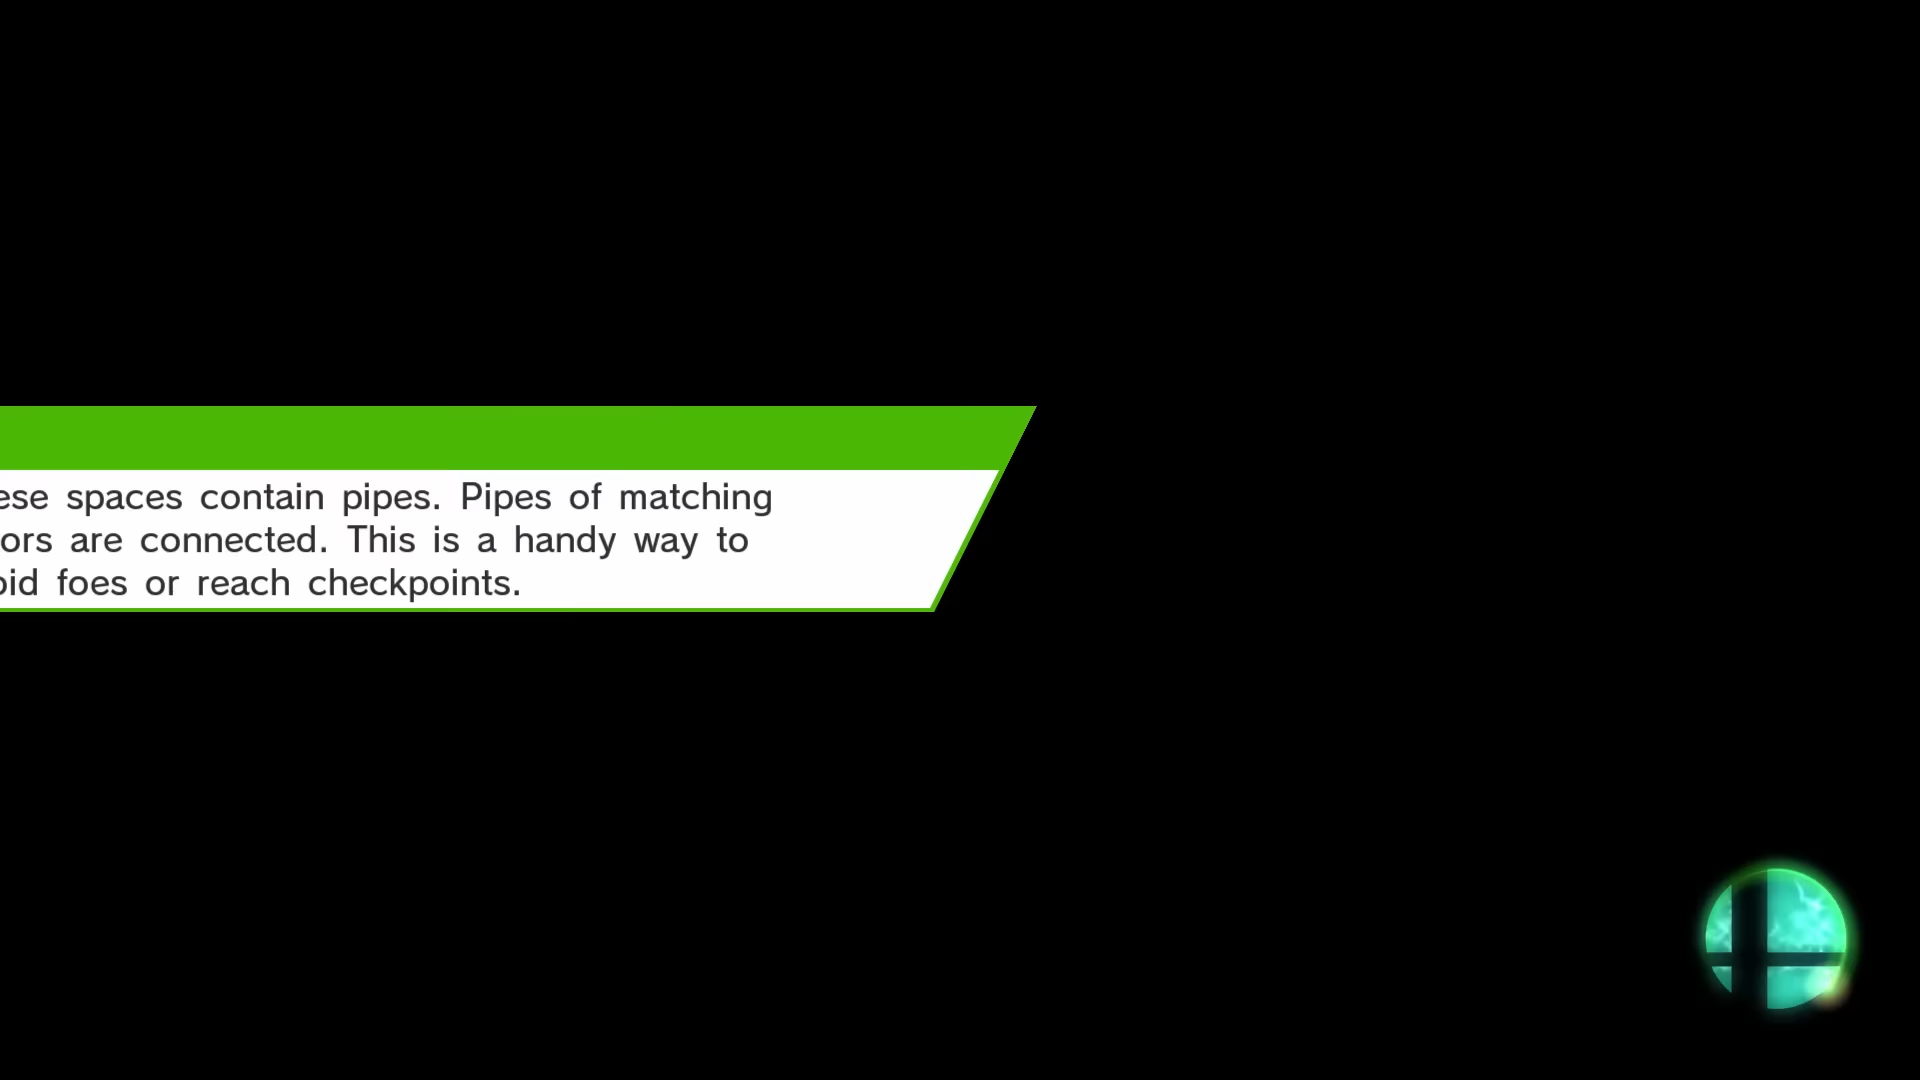 ese spaces contain pipes. Pipes of matching
ors are connected. This is a handy way to
oid foes or reach checkpoints.